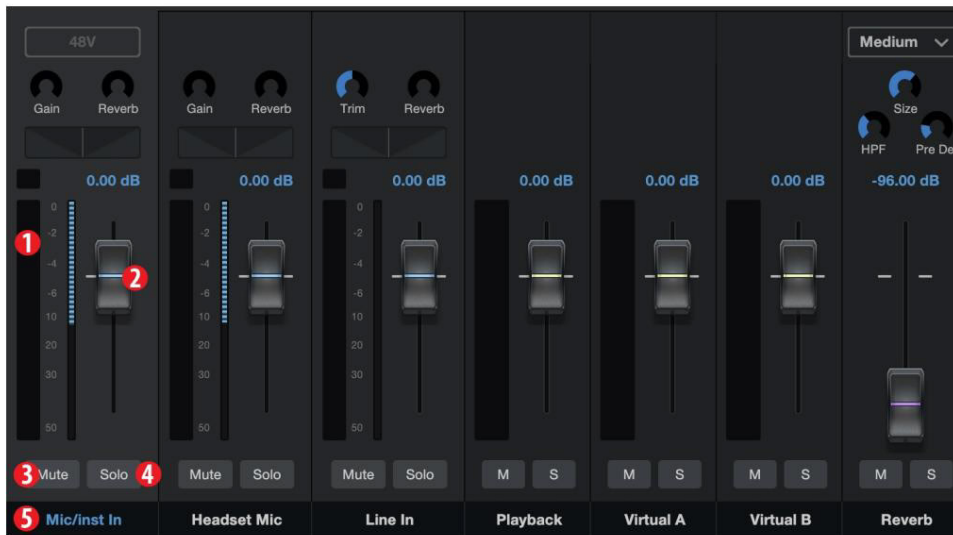 48V
Medium
Gain Reverb Gain Reverb Trim Reverb Size
HPF Pre De
0.00 dB 0.00 dB 0.00 dB 0.00 dB 0.00 dB 0.00 dB -96.00 dB
0 0 0
-2 -2 -2
1
-4 -4 -4
2
-6 -6 -6
10 10 10
20 20 20
30 30 30
50 50 50
3 Mute Solo 4 Mute Solo Mute Solo M S M S M S M S
5 Mic/inst In Headset Mic Line In Playback Virtual A Virtual B Reverb